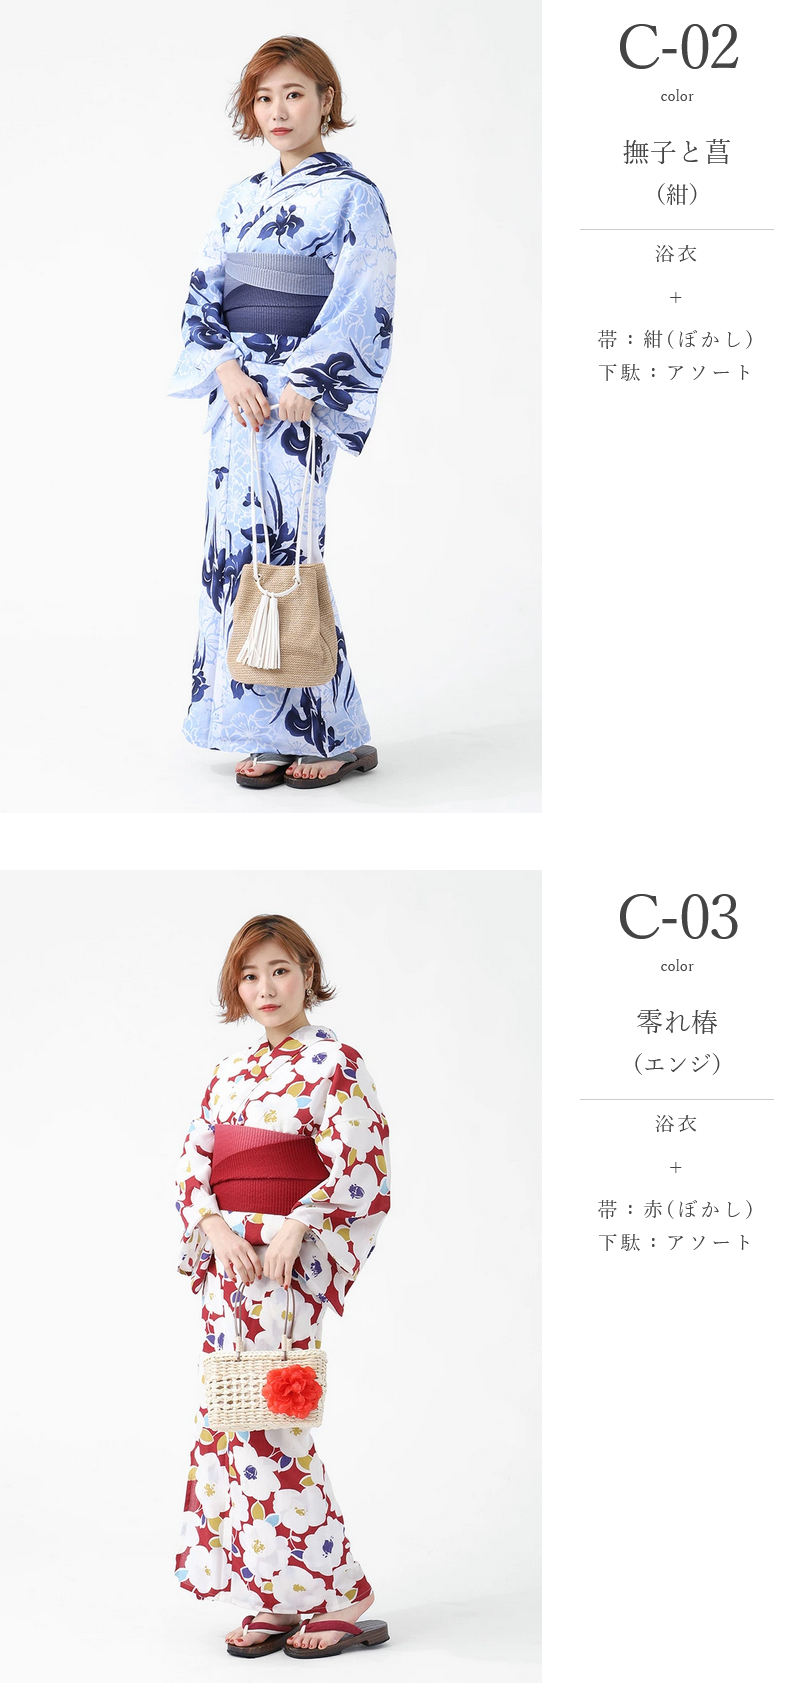 C-02
color
撫子と菖
(紺)
浴衣
+
帯：紺(ぼかし)
下駄：アソート
C-03
color
零れ椿
(エンジ)
浴衣
+
帯：赤(ぼかし)
下駄：アソート